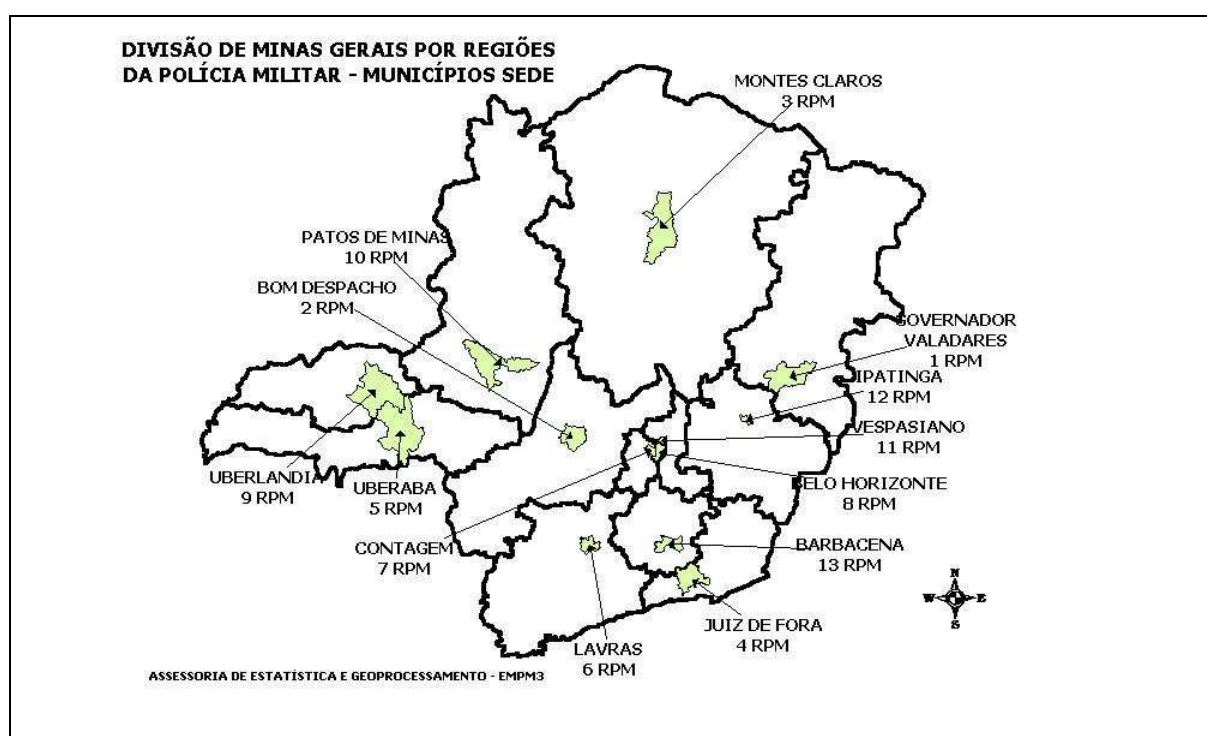 DIVISÃO DE MINAS GERAIS POR REGIÕES
DA POLÍCIA MILITAR - MUNICÍPIOS SEDE
MONTES CLAROS
3 RPM
PATOS DE MINAS
10 RPM
BOM DESPACHO
2 RPM
GOVERNADOR
VALADARES
1 RPM
IPATINGA
12 RPM
VESPASIANO
11 RPM
UBERLANDIA
9 RPM
UBERABA
5 RPM
BELO HORIZONTE
8 RPM
CONTAGEM
7 RPM
BARBACENA
13 RPM
JUIZ DE FORA
4 RPM
LAVRAS
6 RPM
N
W E
S
ASSESSORIA DE ESTATÍSTICA E GEOPROCESSAMENTO - EMPM3